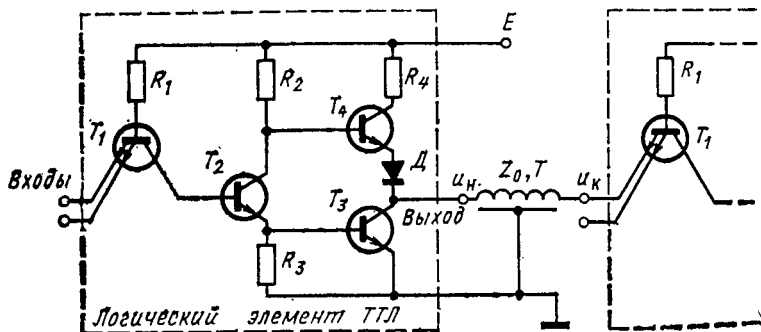 E
R₁
R₂
R₄
R₁
T₁
T₂
T₄
T₁
Д
Входы
T₃
uн
Z₀,T
uк
Выход
R₃
Логический элемент ТТЛ